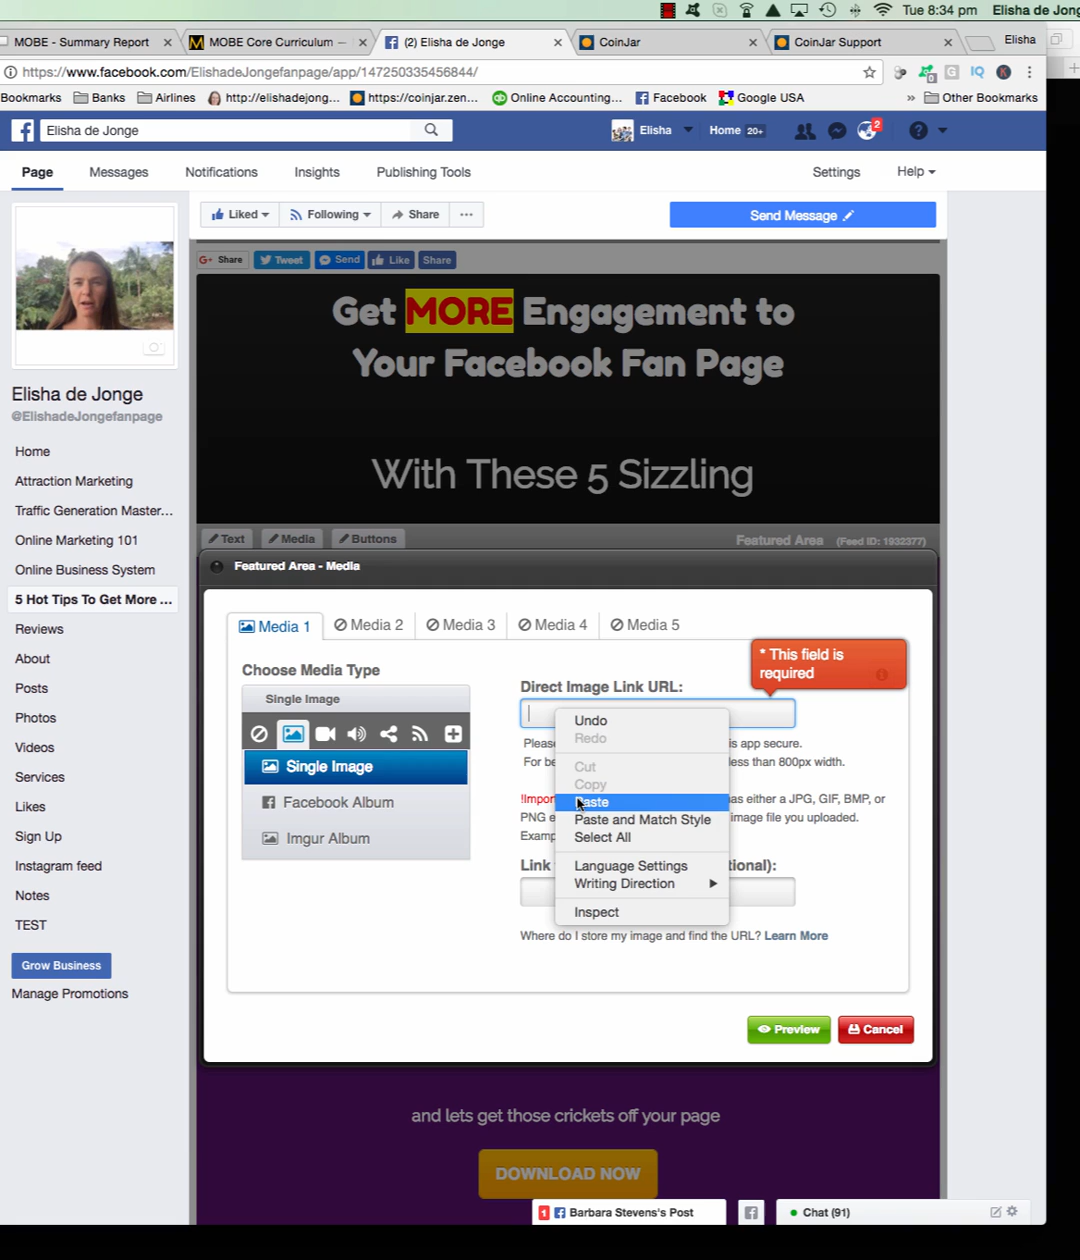 Tue 8:34 pm Elisha de Jong
MOBE - Summary Report
MOBE Core Curriculum —
(2) Elisha de Jonge
CoinJar
CoinJar Support
Elisha
https://www.facebook.com/ElishadeJongefanpage/app/147250335456844/
Bookmarks
Banks
Airlines
http://elishadejong...
https://coinjar.zen...
Online Accounting...
Facebook
Google USA
»
Other Bookmarks
Elisha de Jonge
Elisha
Home 20+
2
Page
Messages
Notifications
Insights
Publishing Tools
Settings
Help
Liked
Following
Share
...
Send Message
G+ Share
Tweet
Send
Like
Share
Get MORE Engagement to
Your Facebook Fan Page
With These 5 Sizzling
Elisha de Jonge
@ElishadeJongefanpage
Home
Attraction Marketing
Traffic Generation Master...
Online Marketing 101
Online Business System
5 Hot Tips To Get More ...
Reviews
About
Posts
Photos
Videos
Services
Likes
Sign Up
Instagram feed
Notes
TEST
Grow Business
Manage Promotions
Text
Media
Buttons
Featured Area (Feed ID: 1932377)
Featured Area - Media
Media 1
Media 2
Media 3
Media 4
Media 5
Choose Media Type
Single Image
Single Image
Facebook Album
Imgur Album
* This field is
required
Direct Image Link URL:
Undo
Redo
Cut
Copy
Paste
Paste and Match Style
Select All
Language Settings
Writing Direction
Inspect
is app secure.
less than 800px width.
as either a JPG, GIF, BMP, or
PNG
image file you uploaded.
Link
tional):
Where do I store my image and find the URL? Learn More
Preview
Cancel
and lets get those crickets off your page
DOWNLOAD NOW
1 Barbara Stevens's Post
Chat (91)